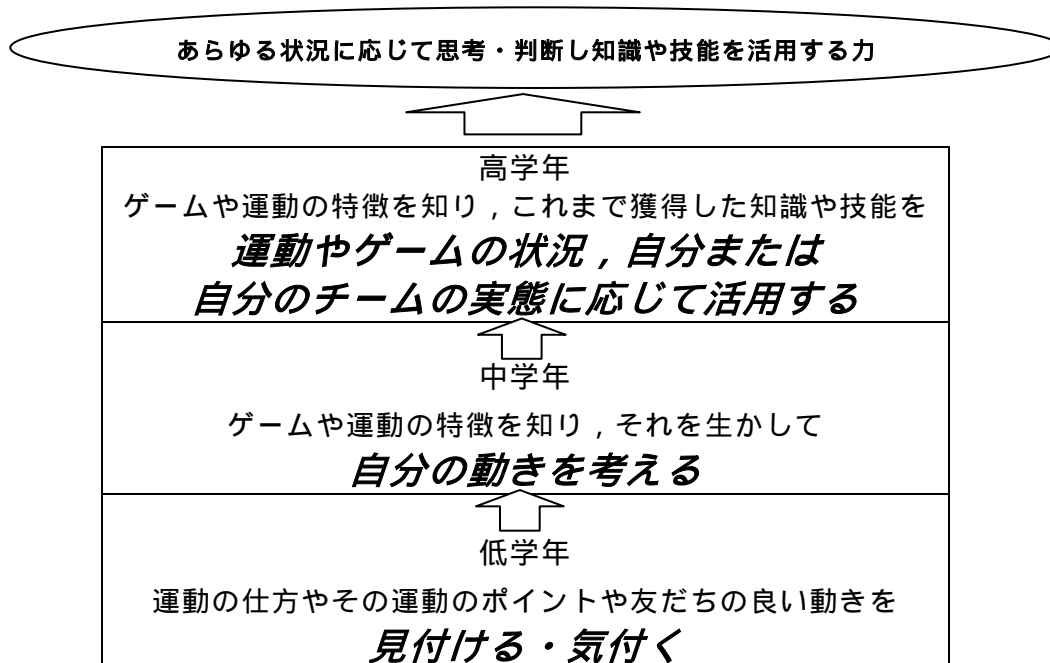 あらゆる状況に応じて思考・判断し知識や技能を活用する力
高学年
ゲームや運動の特徴を知り，これまで獲得した知識や技能を
運動やゲームの状況，自分または
自分のチームの実態に応じて活用する
中学年
ゲームや運動の特徴を知り，それを生かして
自分の動きを考える
低学年
運動の仕方やその運動のポイントや友だちの良い動きを
見付ける・気付く